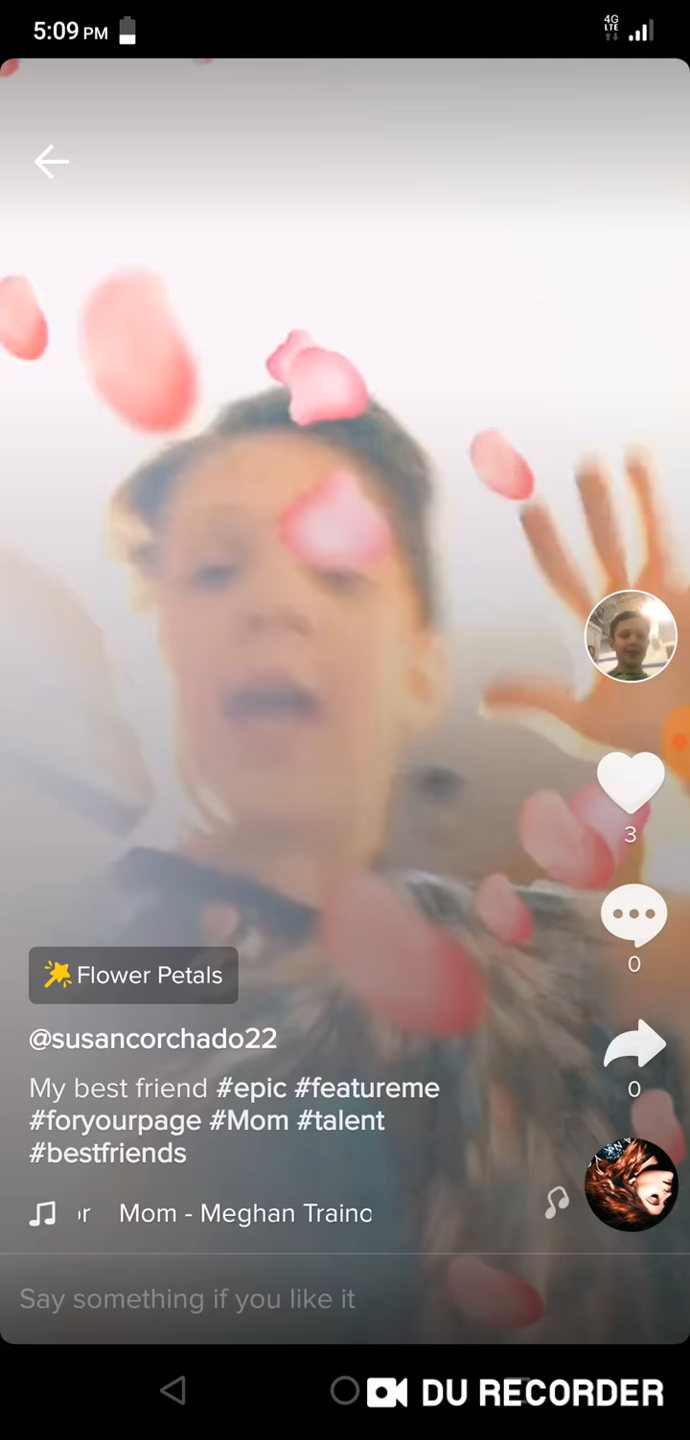 5:09 PM
4G
LTE
Flower Petals
@susancorchado22
My best friend #epic #featureme
#foryourpage #Mom #talent
#bestfriends
Mom - Meghan Traino
Say something if you like it
3
0
0
DU RECORDER